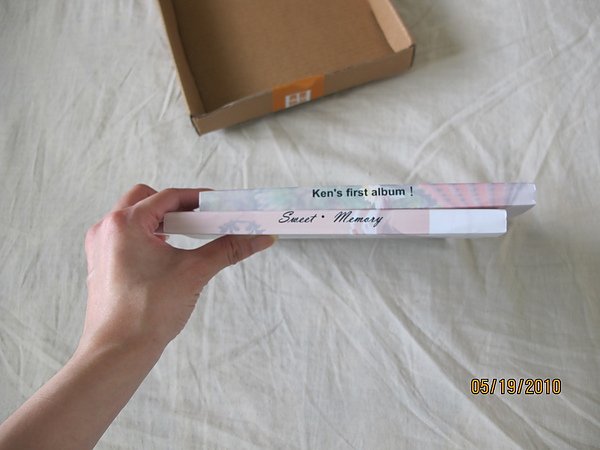 Ken's first album !
Sweet • Memory
05/19/2010